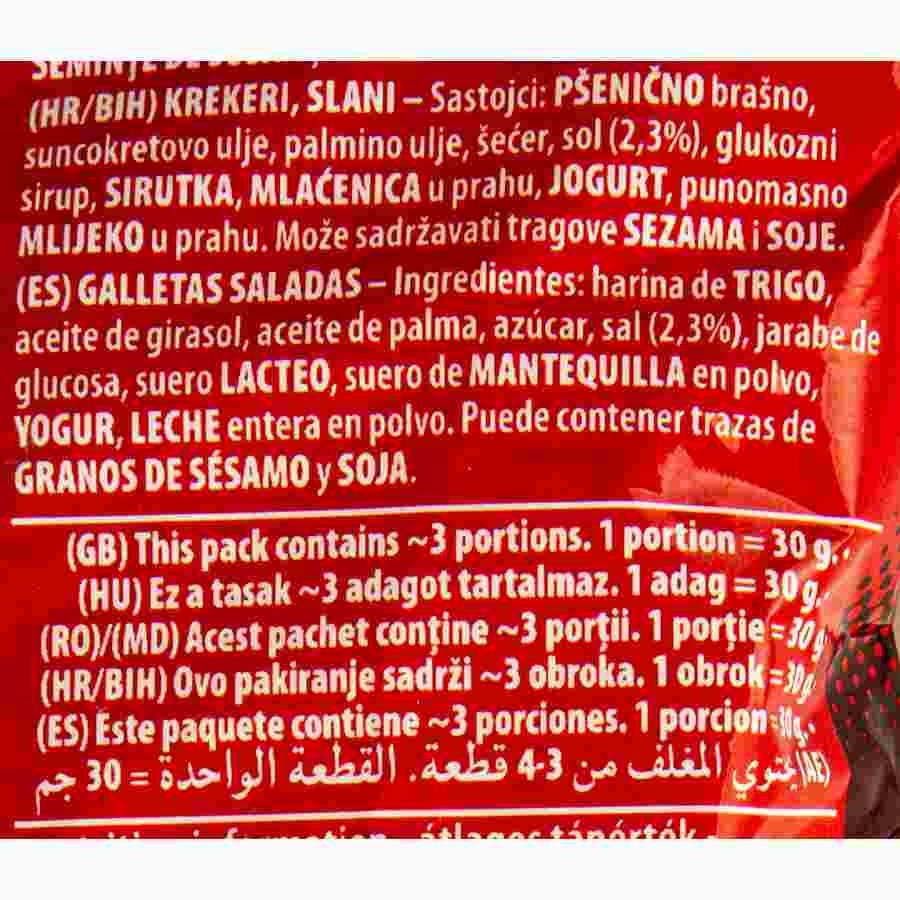 (HR/BIH) KREKERI, SLANI – Sastojci: PŠENIČNO brašno,
suncokretovo ulje, palmino ulje, šećer, sol (2,3%), glukozni
sirup, SIRUTKA, MLAĆENICA u prahu, JOGURT, punomasno
MLIJEKO u prahu. Može sadržavati tragove SEZAMA i SOJE.
(ES) GALLETAS SALADAS – Ingredientes: harina de TRIGO,
aceite de girasol, aceite de palma, azúcar, sal (2,3%), jarabe de
glucosa, suero LACTEO, suero de MANTEQUILLA en polvo,
YOGUR, LECHE entera en polvo. Puede contener trazas de
GRANOS DE SÉSAMO y SOJA.
(GB) This pack contains ~3 portions. 1 portion = 30 g.
(HU) Ez a tasak ~3 adagot tartalmaz. 1 adag = 30 g.
(RO)/(MD) Acest pachet conține ~3 porții. 1 porție = 30 g
(HR/BIH) Ovo pakiranje sadrži ~3 obroka. 1 obrok = 30 g.
(ES) Este paquete contiene ~3 porciones. 1 porcion = 30 g.
(AE) يحتوي المغلف من 3-4 قطعة. القطعة الواحدة = 30 جم